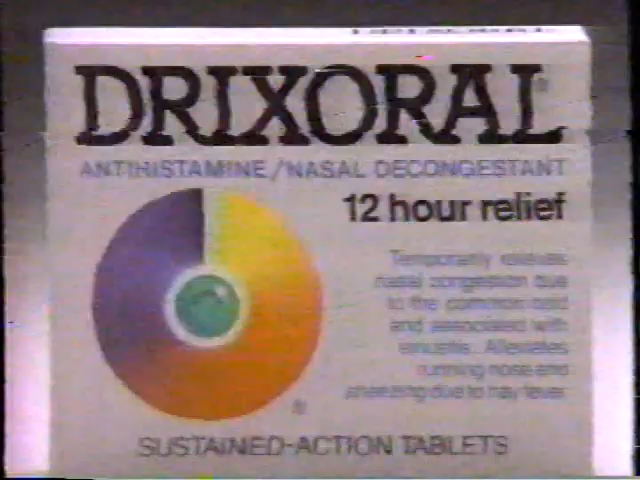 DRIXORAL®
ANTIHISTAMINE/NASAL DECONGESTANT
12 hour relief
Temporarily relieves
nasal congestion due
to the common cold
and associated with
sinusitis. Alleviates
running nose and
sneezing due to hay fever.
®
SUSTAINED-ACTION TABLETS